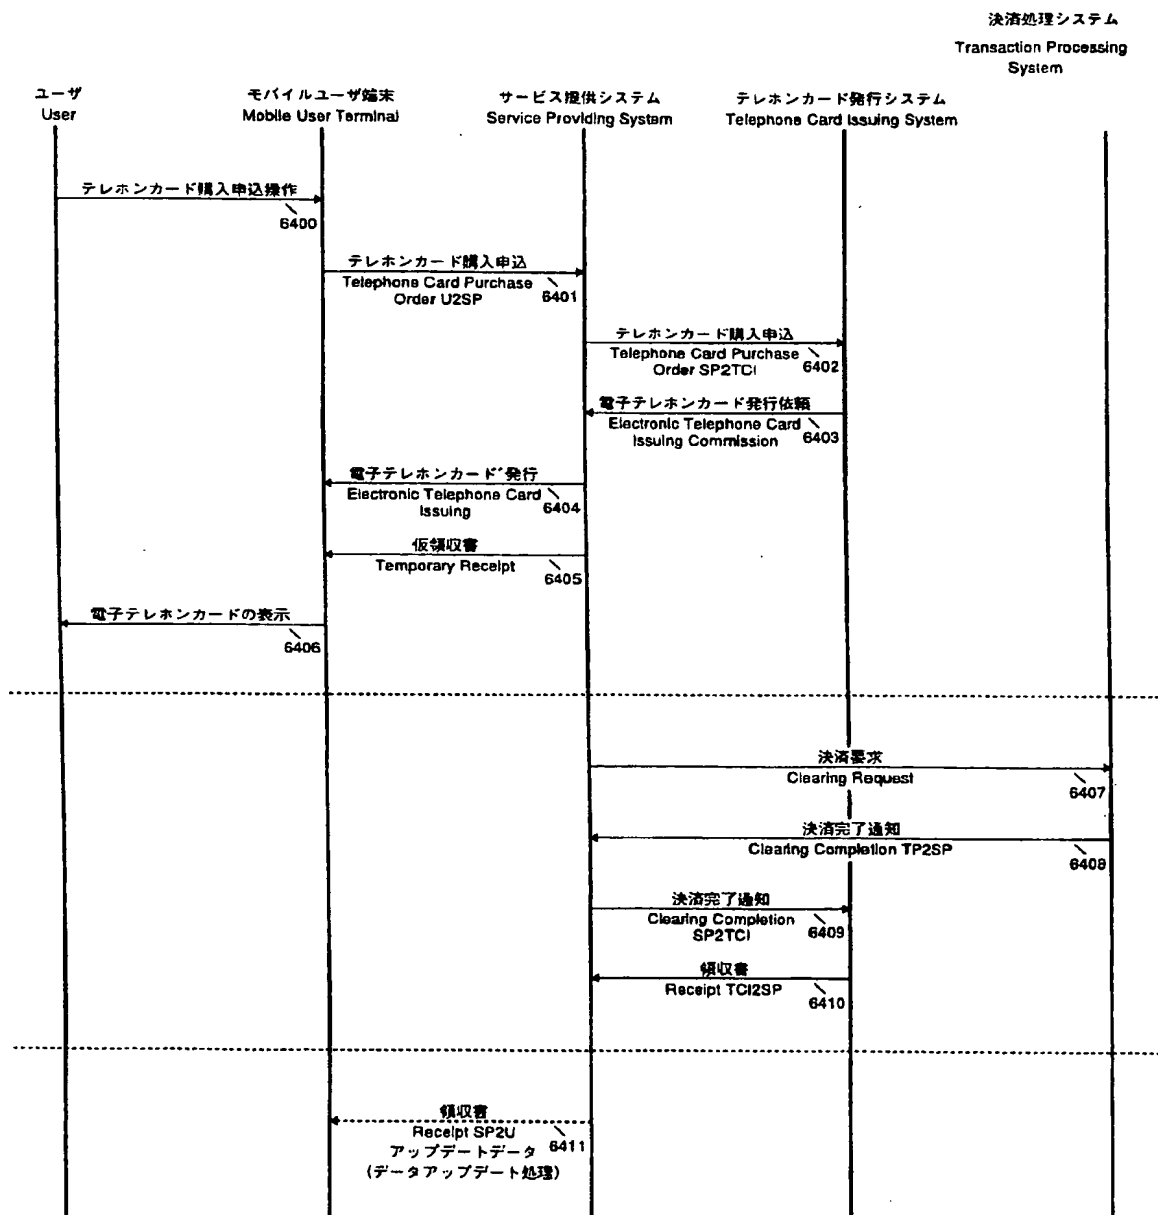 決済処理システム
Transaction Processing
System
ユーザ
User
モバイルユーザ端末
Mobile User Terminal
サービス提供システム
Service Providing System
テレホンカード発行システム
Telephone Card Issuing System
テレホンカード購入申込操作
6400
テレホンカード購入申込
Telephone Card Purchase
Order U2SP
6401
テレホンカード購入申込
Telephone Card Purchase
Order SP2TCI
6402
電子テレホンカード発行依頼
Electronic Telephone Card
Issuing Commission
6403
電子テレホンカード発行
Electronic Telephone Card
Issuing
6404
仮領収書
Temporary Receipt
6405
電子テレホンカードの表示
6406
決済要求
Clearing Request
6407
決済完了通知
Clearing Completion TP2SP
6408
決済完了通知
Clearing Completion
SP2TCI
6409
領収書
Receipt TCI2SP
6410
領収書
Receipt SP2U
6411
アップデートデータ
(データアップデート処理)